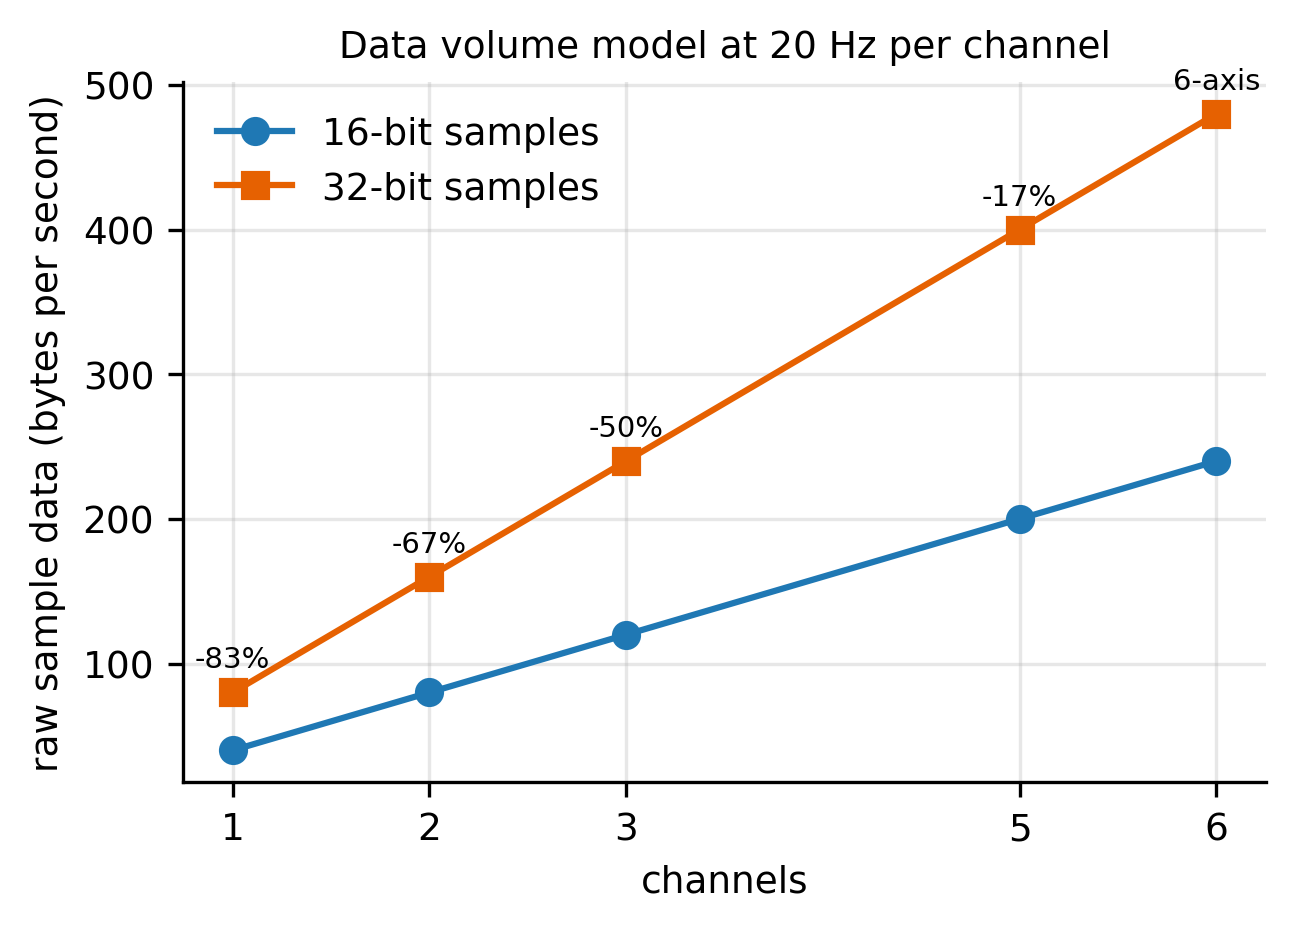 Data volume model at 20 Hz per channel
6-axis
500
16-bit samples
32-bit samples
-17%
400
300
-50%
200
-67%
100
-83%
raw sample data (bytes per second)
1 2 3 5 6
channels